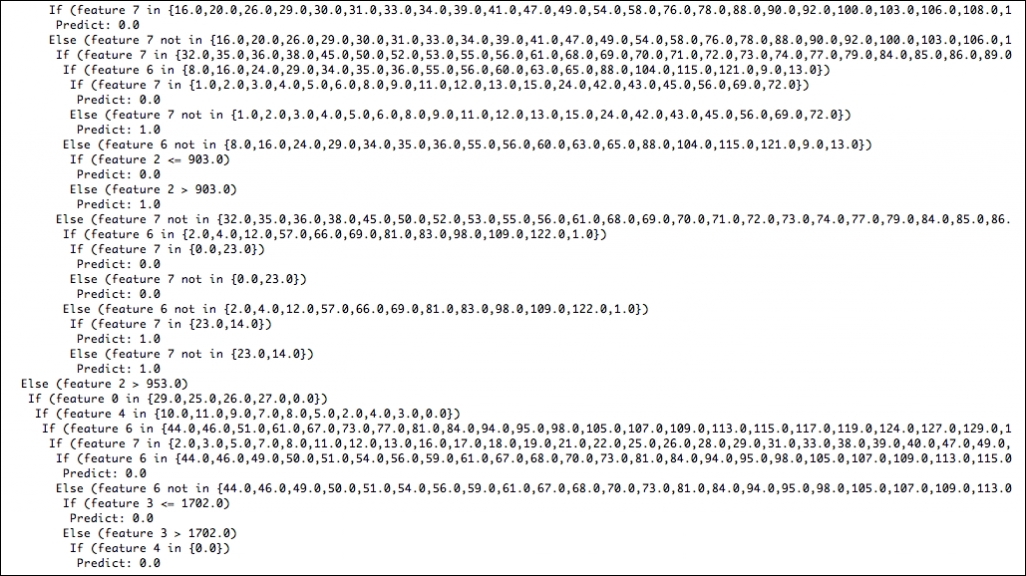 If (feature 7 in {16.0,20.0,26.0,29.0,30.0,31.0,33.0,34.0,39.0,41.0,47.0,49.0,54.0,58.0,76.0,78.0,88.0,90.0,92.0,100.0,103.0,106.0,108.0,1
Predict: 0.0
Else (feature 7 not in {16.0,20.0,26.0,29.0,30.0,31.0,33.0,34.0,39.0,41.0,47.0,49.0,54.0,58.0,76.0,78.0,88.0,90.0,92.0,100.0,103.0,106.0,1
If (feature 7 in {32.0,35.0,36.0,38.0,45.0,50.0,52.0,53.0,55.0,56.0,61.0,68.0,69.0,70.0,71.0,72.0,73.0,74.0,77.0,79.0,84.0,85.0,86.0,89.0
If (feature 6 in {8.0,16.0,24.0,29.0,34.0,35.0,36.0,55.0,56.0,60.0,63.0,65.0,88.0,104.0,115.0,121.0,9.0,13.0})
If (feature 7 in {1.0,2.0,3.0,4.0,5.0,6.0,8.0,9.0,11.0,12.0,13.0,15.0,24.0,42.0,43.0,45.0,56.0,69.0,72.0})
Predict: 0.0
Else (feature 7 not in {1.0,2.0,3.0,4.0,5.0,6.0,8.0,9.0,11.0,12.0,13.0,15.0,24.0,42.0,43.0,45.0,56.0,69.0,72.0})
Predict: 1.0
Else (feature 6 not in {8.0,16.0,24.0,29.0,34.0,35.0,36.0,55.0,56.0,60.0,63.0,65.0,88.0,104.0,115.0,121.0,9.0,13.0})
If (feature 2 <= 903.0)
Predict: 0.0
Else (feature 2 > 903.0)
Predict: 1.0
Else (feature 7 not in {32.0,35.0,36.0,38.0,45.0,50.0,52.0,53.0,55.0,56.0,61.0,68.0,69.0,70.0,71.0,72.0,73.0,74.0,77.0,79.0,84.0,85.0,86.
If (feature 6 in {2.0,4.0,12.0,57.0,66.0,69.0,81.0,83.0,98.0,109.0,122.0,1.0})
If (feature 7 in {0.0,23.0})
Predict: 0.0
Else (feature 7 not in {0.0,23.0})
Predict: 0.0
Else (feature 6 not in {2.0,4.0,12.0,57.0,66.0,69.0,81.0,83.0,98.0,109.0,122.0,1.0})
If (feature 7 in {23.0,14.0})
Predict: 1.0
Else (feature 7 not in {23.0,14.0})
Predict: 1.0
Else (feature 2 > 953.0)
If (feature 0 in {29.0,25.0,26.0,27.0,0.0})
If (feature 4 in {10.0,11.0,9.0,7.0,8.0,5.0,2.0,4.0,3.0,0.0})
If (feature 6 in {44.0,46.0,51.0,61.0,67.0,73.0,77.0,81.0,84.0,94.0,95.0,98.0,105.0,107.0,109.0,113.0,115.0,117.0,119.0,124.0,127.0,129.0,1
If (feature 7 in {2.0,3.0,5.0,7.0,8.0,11.0,12.0,13.0,16.0,17.0,18.0,19.0,21.0,22.0,25.0,26.0,28.0,29.0,31.0,33.0,38.0,39.0,40.0,47.0,49.0,
If (feature 6 in {44.0,46.0,49.0,50.0,51.0,54.0,56.0,59.0,61.0,67.0,68.0,70.0,73.0,81.0,84.0,94.0,95.0,98.0,105.0,107.0,109.0,113.0,115.0
Predict: 0.0
Else (feature 6 not in {44.0,46.0,49.0,50.0,51.0,54.0,56.0,59.0,61.0,67.0,68.0,70.0,73.0,81.0,84.0,94.0,95.0,98.0,105.0,107.0,109.0,113.0
If (feature 3 <= 1702.0)
Predict: 0.0
Else (feature 3 > 1702.0)
If (feature 4 in {0.0})
Predict: 0.0